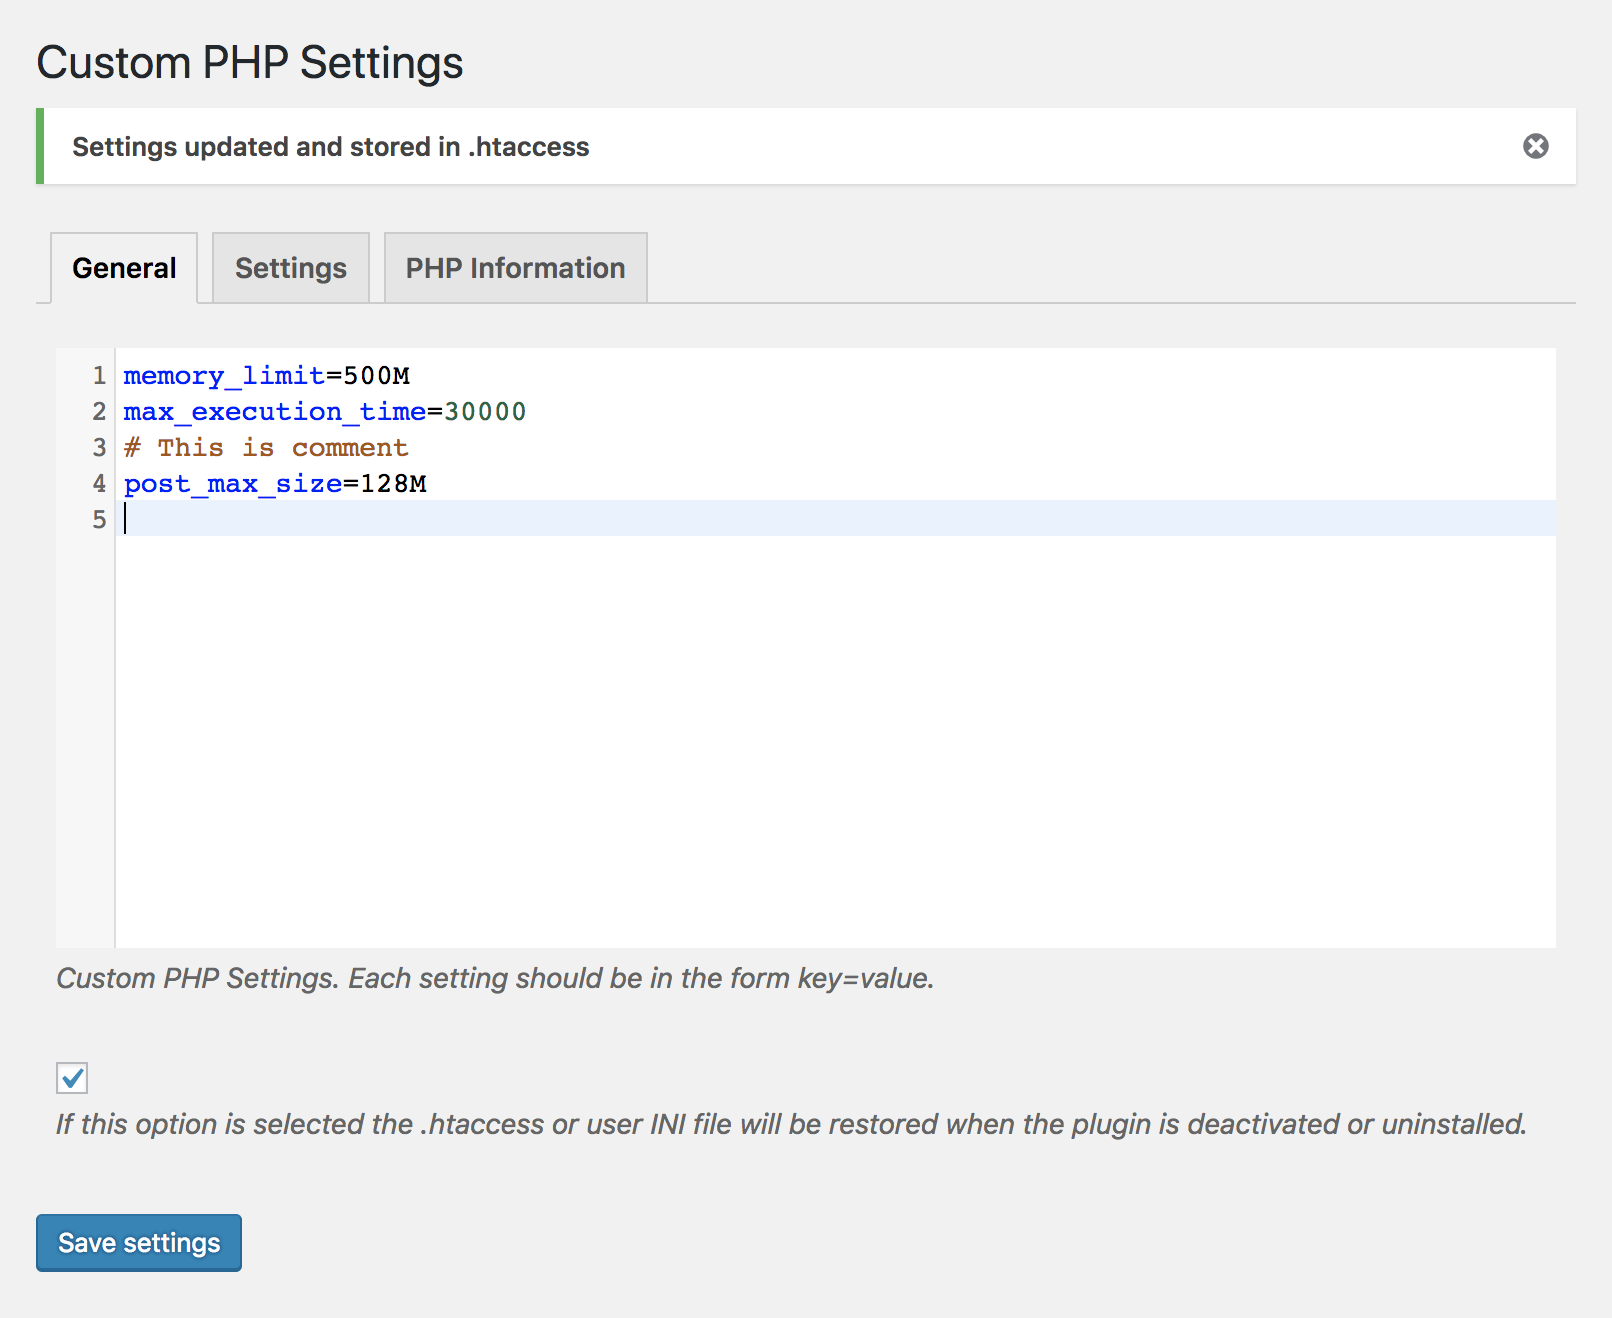 Custom PHP Settings
Settings updated and stored in .htaccess
General Settings PHP Information
1 memory_limit=500M
2 max_execution_time=30000
3 # This is comment
4 post_max_size=128M
5
Custom PHP Settings. Each setting should be in the form key=value.
If this option is selected the .htaccess or user INI file will be restored when the plugin is deactivated or uninstalled.
Save settings